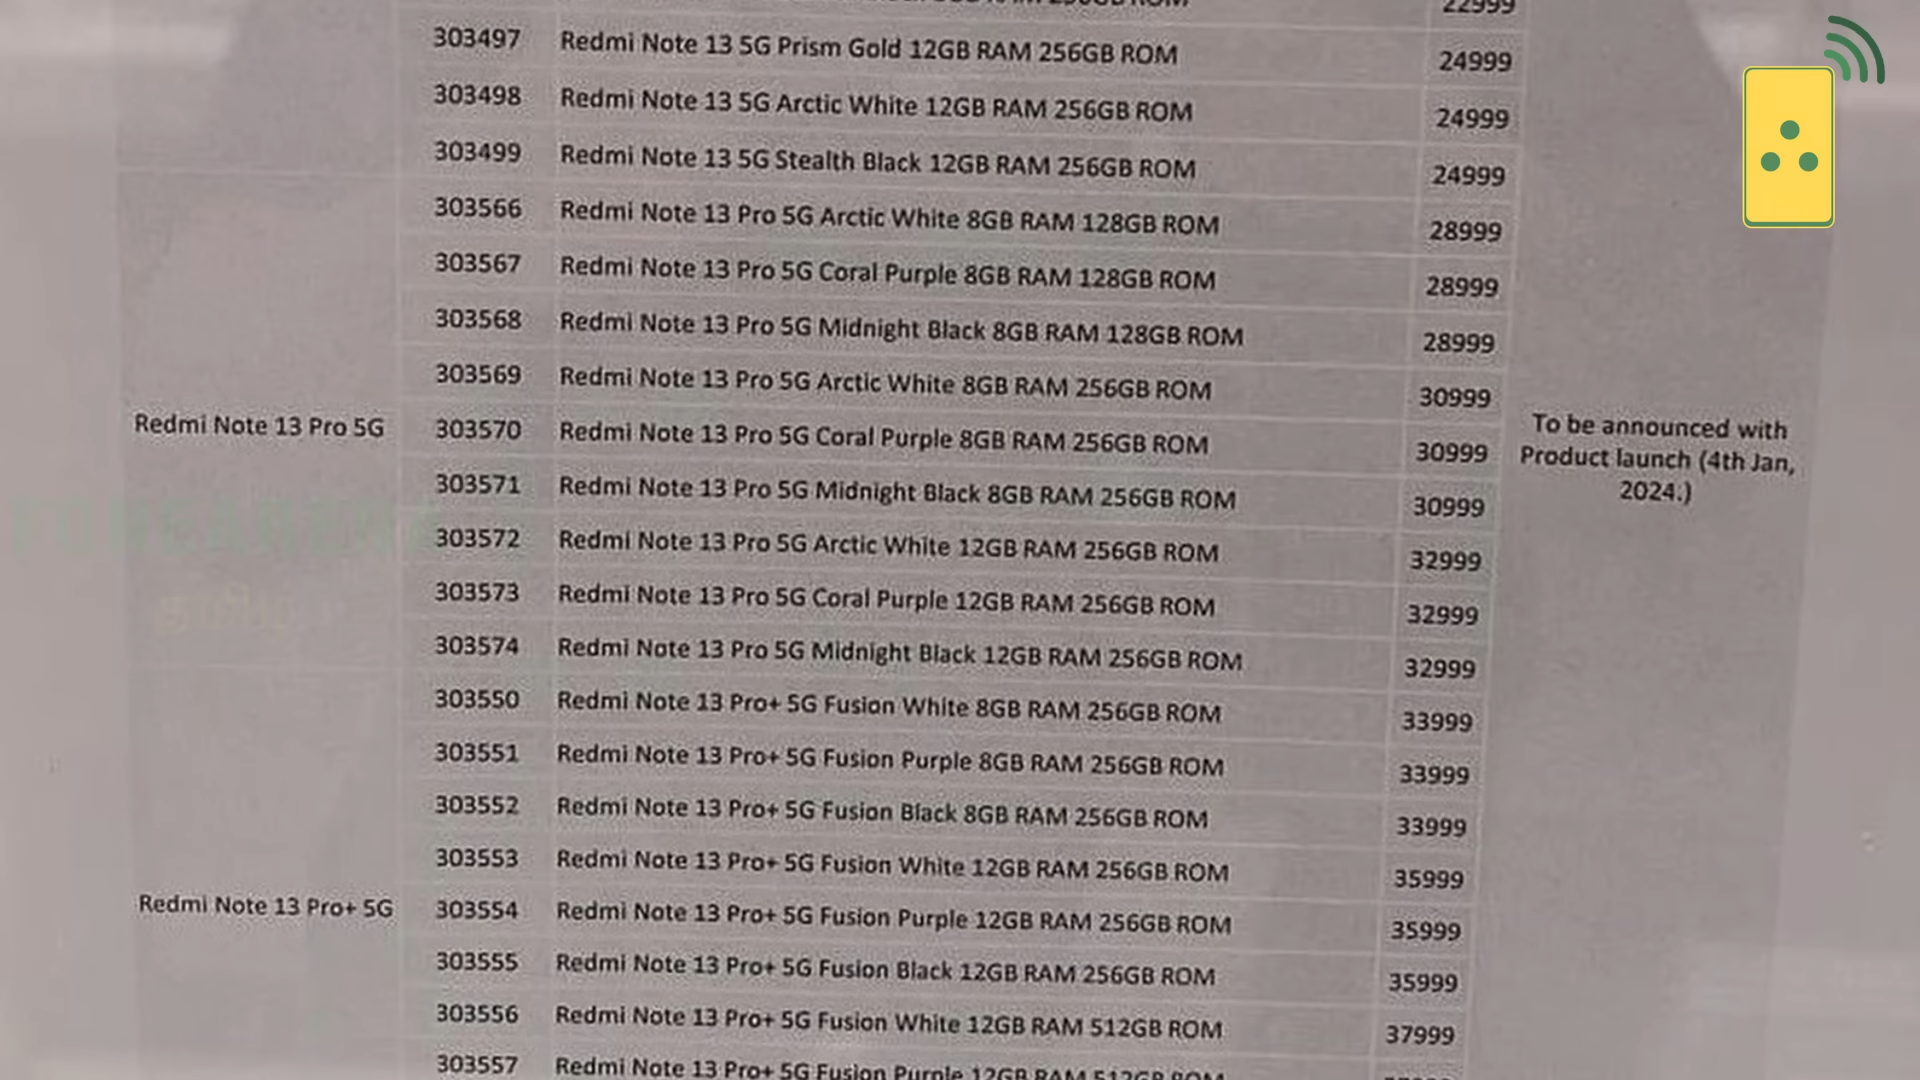 22999
303497 Redmi Note 13 5G Prism Gold 12GB RAM 256GB ROM 24999
303498 Redmi Note 13 5G Arctic White 12GB RAM 256GB ROM 24999
303499 Redmi Note 13 5G Stealth Black 12GB RAM 256GB ROM 24999
303566 Redmi Note 13 Pro 5G Arctic White 8GB RAM 128GB ROM 28999
303567 Redmi Note 13 Pro 5G Coral Purple 8GB RAM 128GB ROM 28999
303568 Redmi Note 13 Pro 5G Midnight Black 8GB RAM 128GB ROM 28999
303569 Redmi Note 13 Pro 5G Arctic White 8GB RAM 256GB ROM 30999
Redmi Note 13 Pro 5G 303570 Redmi Note 13 Pro 5G Coral Purple 8GB RAM 256GB ROM 30999
To be announced with
Product launch (4th Jan,
2024.)
303571 Redmi Note 13 Pro 5G Midnight Black 8GB RAM 256GB ROM 30999
303572 Redmi Note 13 Pro 5G Arctic White 12GB RAM 256GB ROM 32999
303573 Redmi Note 13 Pro 5G Coral Purple 12GB RAM 256GB ROM 32999
303574 Redmi Note 13 Pro 5G Midnight Black 12GB RAM 256GB ROM 32999
303550 Redmi Note 13 Pro+ 5G Fusion White 8GB RAM 256GB ROM 33999
303551 Redmi Note 13 Pro+ 5G Fusion Purple 8GB RAM 256GB ROM 33999
303552 Redmi Note 13 Pro+ 5G Fusion Black 8GB RAM 256GB ROM 33999
303553 Redmi Note 13 Pro+ 5G Fusion White 12GB RAM 256GB ROM 35999
Redmi Note 13 Pro+ 5G 303554 Redmi Note 13 Pro+ 5G Fusion Purple 12GB RAM 256GB ROM 35999
303555 Redmi Note 13 Pro+ 5G Fusion Black 12GB RAM 256GB ROM 35999
303556 Redmi Note 13 Pro+ 5G Fusion White 12GB RAM 512GB ROM 37999
303557 Redmi Note 13 Pro+ 5G Fusion Purple 12GB RAM 512GB ROM